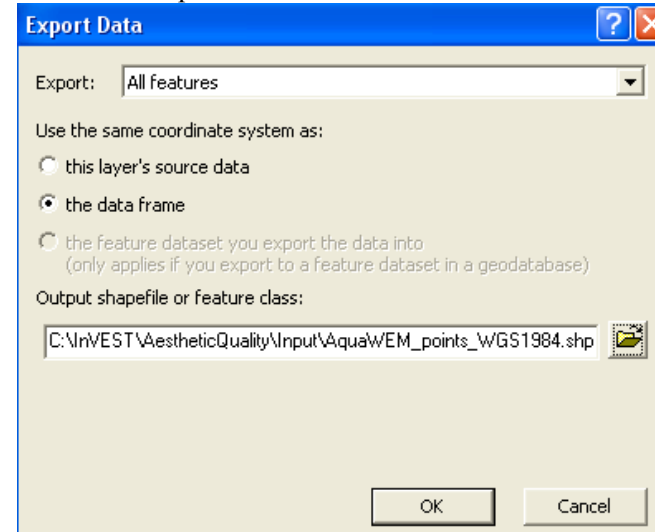 Export Data
Export: All features
Use the same coordinate system as:
this layer's source data
the data frame
the feature dataset you export the data into
(only applies if you export to a feature dataset in a geodatabase)
Output shapefile or feature class:
C:\InVEST\AestheticQuality\Input\AquaWEM_points_WGS1984.shp
OK Cancel